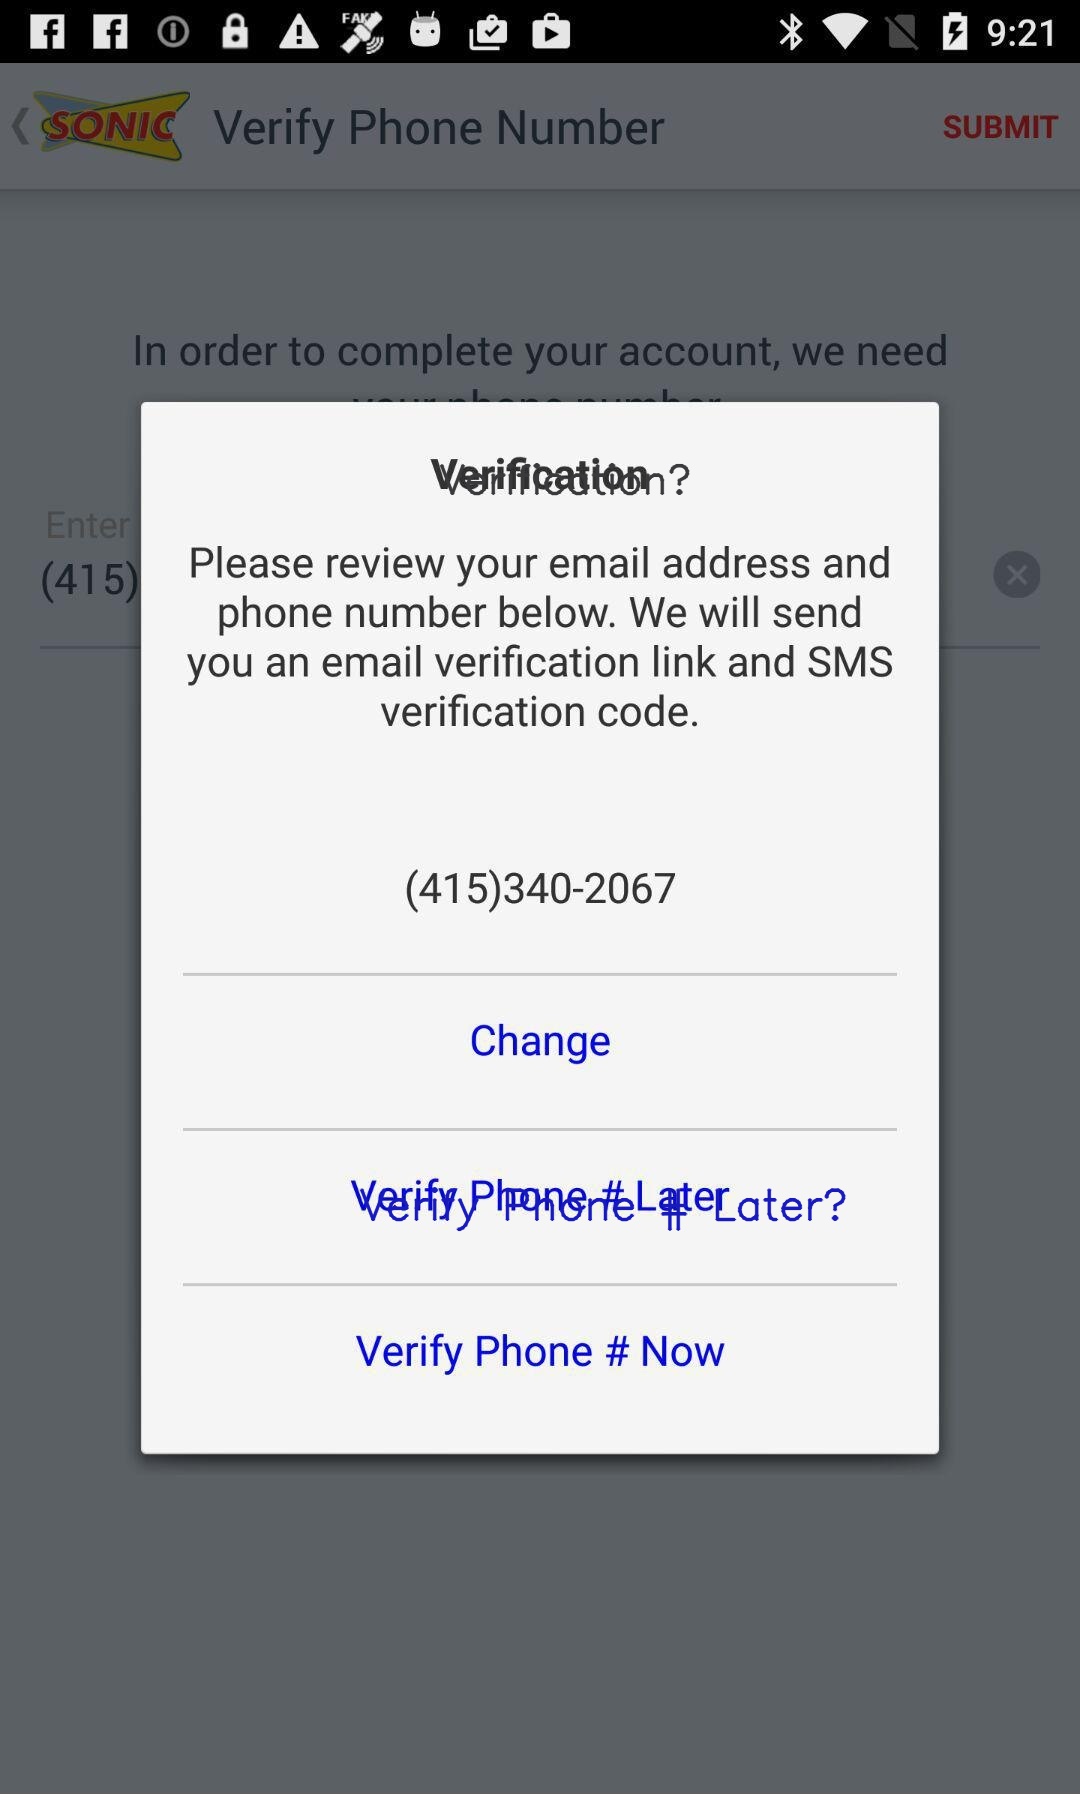 FAK
9:21
SONIC Verify Phone Number SUBMIT
In order to complete your account, we need
your phone number
Enter
(415)
Verification
Verification?
Please review your email address and
phone number below. We will send
you an email verification link and SMS
verification code.
(415)340-2067
Change
Verify Phone # Later
Verify Phone # Later?
Verify Phone # Now